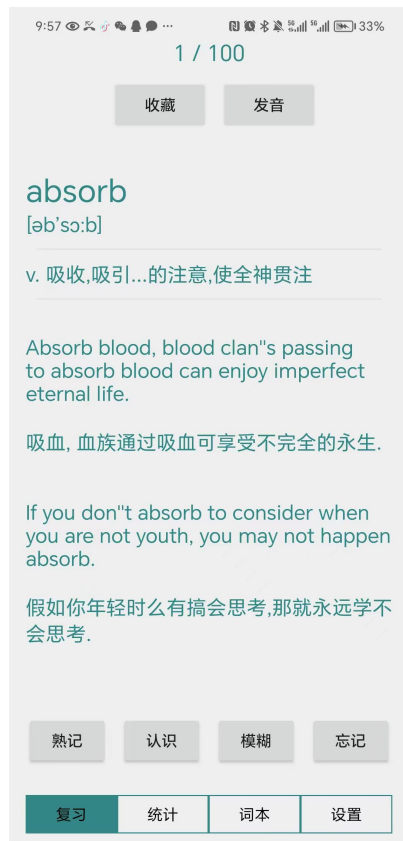 9:57 ··· 5G 5G 33%
1 / 100
收藏 发音
absorb
[əb'sɔ:b]
v. 吸收,吸引...的注意,使全神贯注
Absorb blood, blood clan"s passing
to absorb blood can enjoy imperfect
eternal life.
吸血, 血族通过吸血可享受不完全的永生.
If you don"t absorb to consider when
you are not youth, you may not happen
absorb.
假如你年轻时么有搞会思考,那就永远学不
会思考.
熟记 认识 模糊 忘记
复习 统计 词本 设置